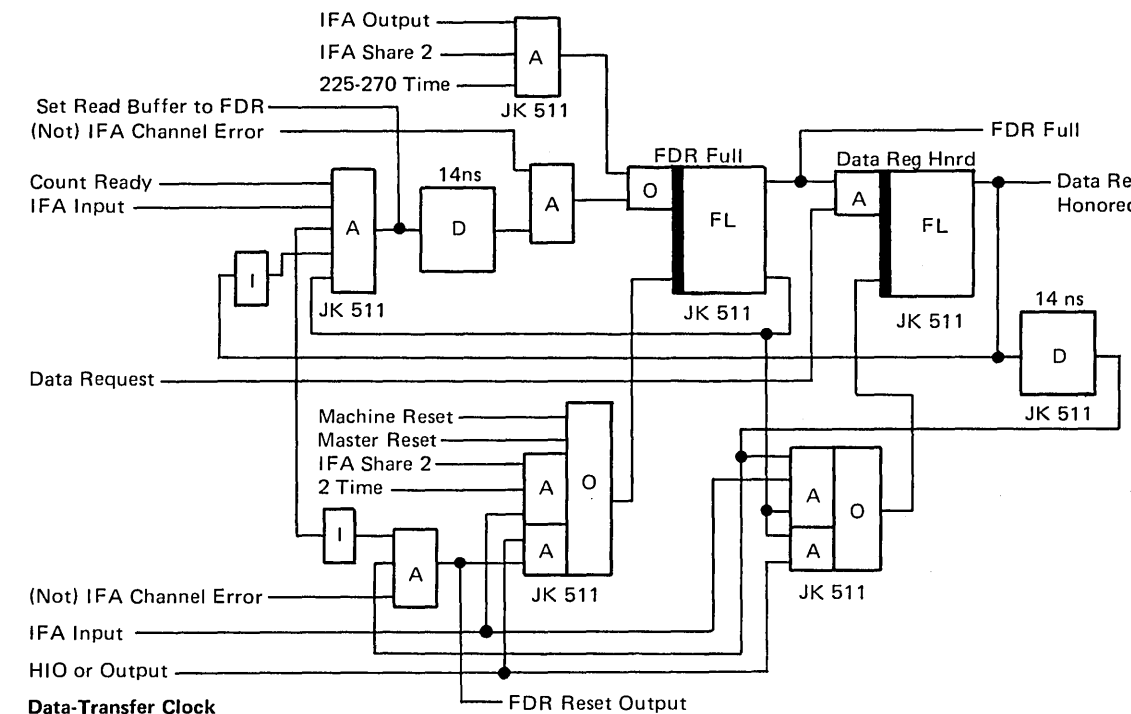 IFA Output
IFA Share 2
225-270 Time
A
JK 511
Set Read Buffer to FDR
(Not) IFA Channel Error
FDR Full
FDR Full
Data Reg Hnrd
Count Ready
IFA Input
14ns
A
D
A
O
FL
A
FL
Data Re
Honored
I
JK 511
JK 511
JK 511
14 ns
D
JK 511
Data Request
Machine Reset
Master Reset
IFA Share 2
2 Time
A
O
A
JK 511
A
O
A
JK 511
I
A
(Not) IFA Channel Error
IFA Input
HIO or Output
FDR Reset Output
Data-Transfer Clock